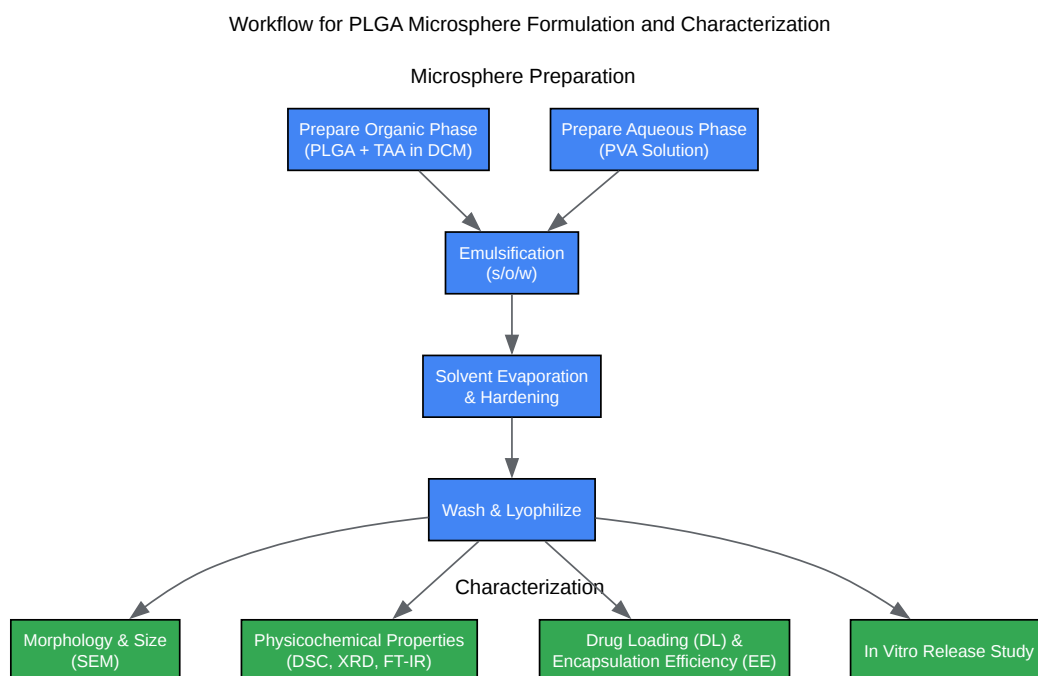 Workflow for PLGA Microsphere Formulation and Characterization
Microsphere Preparation
Prepare Organic Phase
(PLGA + TAA in DCM)
Prepare Aqueous Phase
(PVA Solution)
Emulsification
(s/o/w)
Solvent Evaporation
& Hardening
Wash & Lyophilize
Characterization
Morphology & Size
(SEM)
Physicochemical Properties
(DSC, XRD, FT-IR)
Drug Loading (DL) &
Encapsulation Efficiency (EE)
In Vitro Release Study